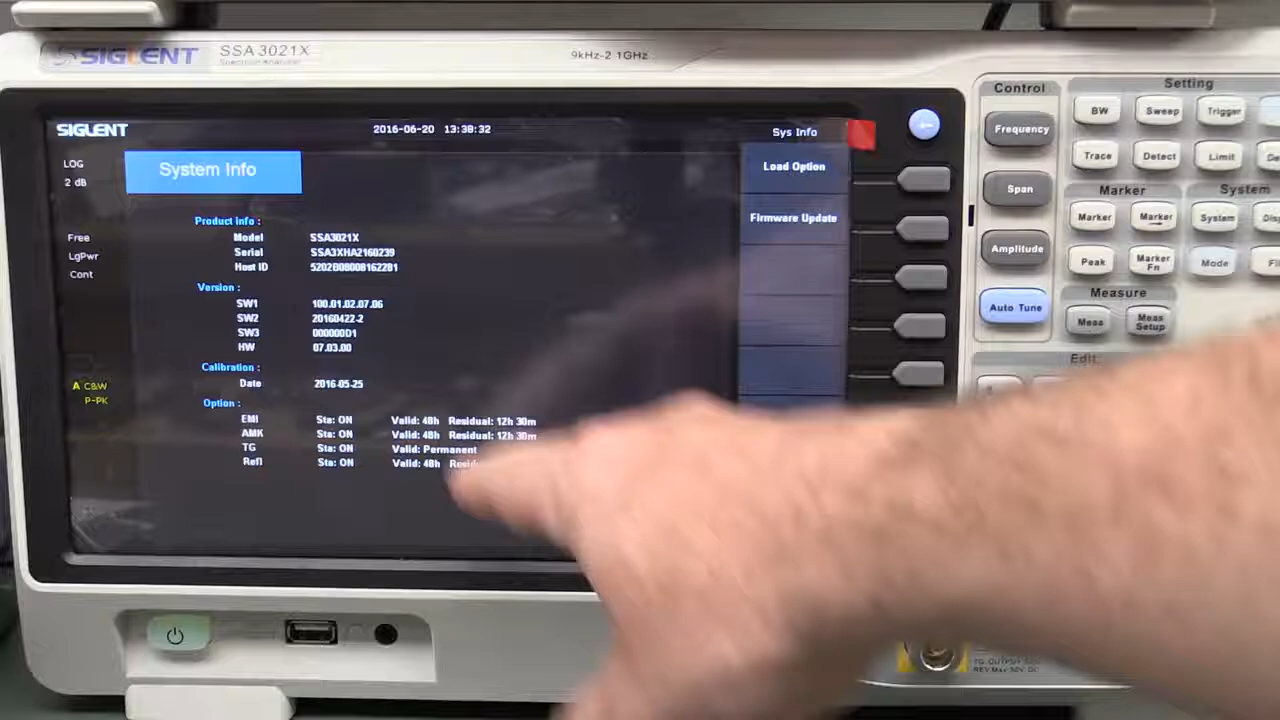 SIGLENT SSA 3021X
Spectrum Analyzer
9kHz-2.1GHz
SIGLENT 2016-06-20 13:38:32 Sys Info
LOG
2 dB
Free
LgPwr
Cont
A C&W
P-PK
System Info
Product Info :
Model SSA3021X
Serial SSA3XHA2160239
Host ID 5202B08008162281
Version :
SW1 100.01.02.07.06
SW2 20160422-2
SW3 000000D1
HW 07.03.00
Calibration :
Date 2016-05-25
Option :
EMI Sta: ON Valid: 48h Residual: 12h 30m
AMK Sta: ON Valid: 48h Residual: 12h 30m
TG Sta: ON Valid: Permanent
Refl Sta: ON Valid: 48h
Load Option
Firmware Update
Control
Frequency
Span
Amplitude
Auto Tune
Setting
BW Sweep Trigger
Trace Detect Limit
Marker
Marker Marker
Peak Marker Fn
System
System
Mode
Measure
Meas Meas Setup
Edit
TG OUTPUT